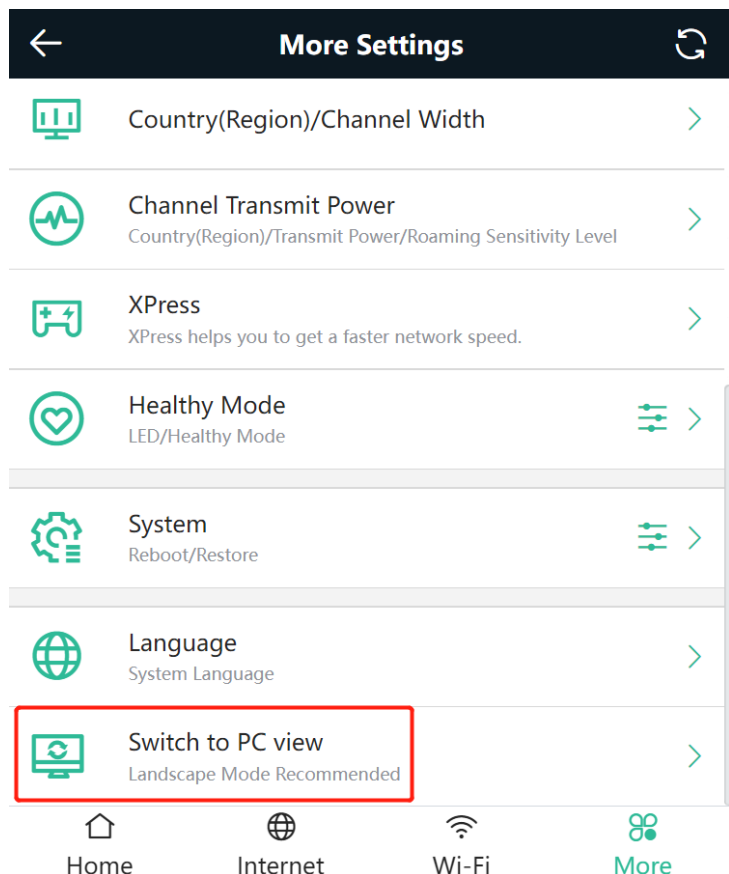 More Settings
Country(Region)/Channel Width
Channel Transmit Power
Country(Region)/Transmit Power/Roaming Sensitivity Level
XPress
XPress helps you to get a faster network speed.
Healthy Mode
LED/Healthy Mode
System
Reboot/Restore
Language
System Language
Switch to PC view
Landscape Mode Recommended
Home Internet Wi-Fi More